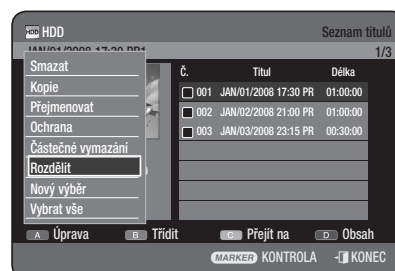 HDD HDD Seznam titulů
JAN/01/2008 17:30 PR1 1/3
Smazat
Kopie
Přejmenovat
Ochrana
Částečné vymazání
Rozdělit
Nový výběr
Vybrat vše
Č. Titul Délka
001 JAN/01/2008 17:30 PR 01:00:00
002 JAN/02/2008 21:00 PR 01:00:00
003 JAN/03/2008 23:15 PR 00:30:00
A Úprava B Třídit C Přejít na D Obsah
MARKER KONTROLA KONEC